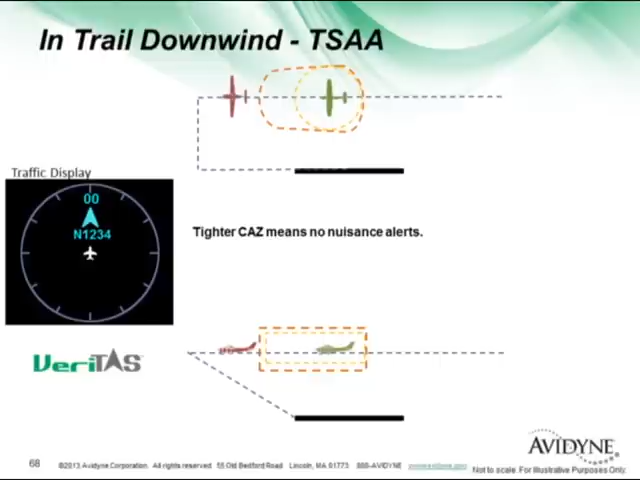 In Trail Downwind - TSAA
Traffic Display
00
N1234
Tighter CAZ means no nuisance alerts.
VeriTAS
AVIDYNE
68
©2013 Avidyne Corporation. All rights reserved 55 Old Bedford Road Lincoln, MA 01773 888-AVIDYNE www.avidyne.com
Not to scale. For Illustrative Purposes Only.